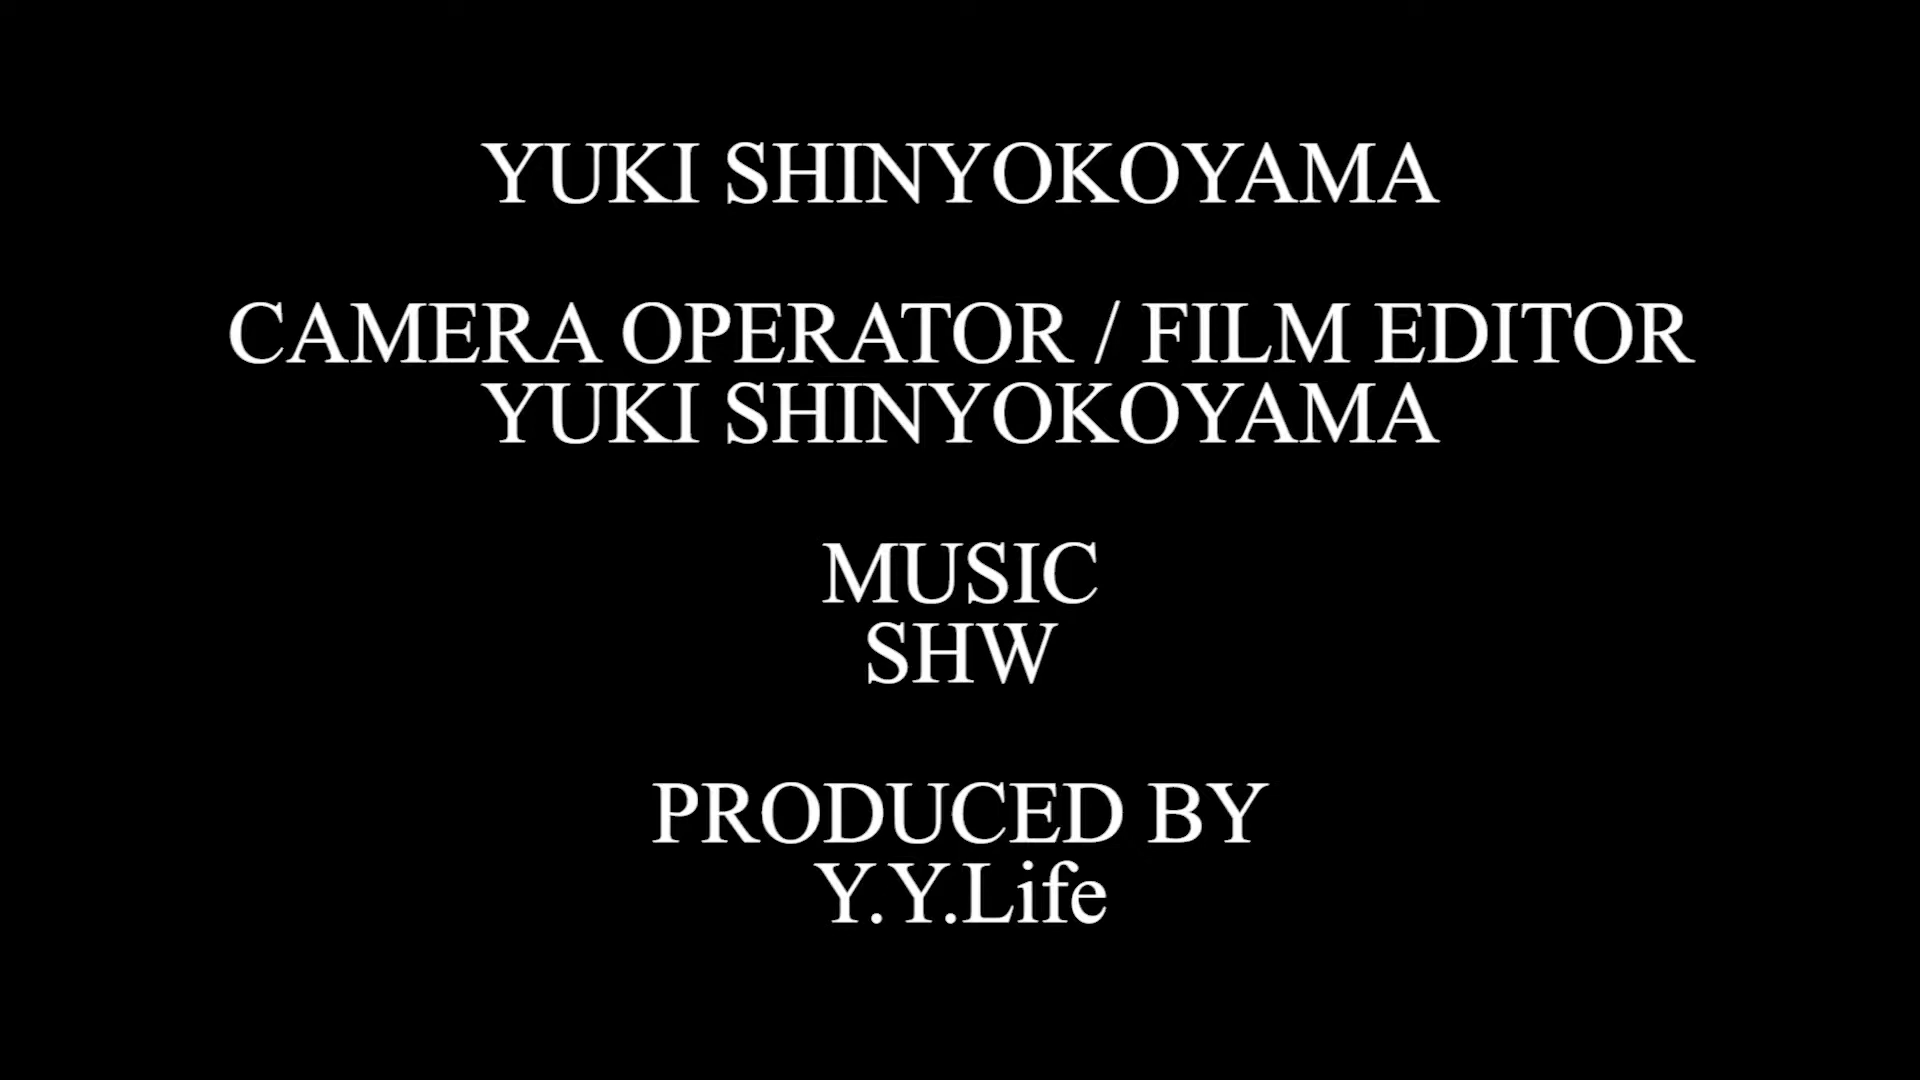 YUKI SHINYOKOYAMA
CAMERA OPERATOR / FILM EDITOR
YUKI SHINYOKOYAMA
MUSIC
SHW
PRODUCED BY
Y.Y.Life